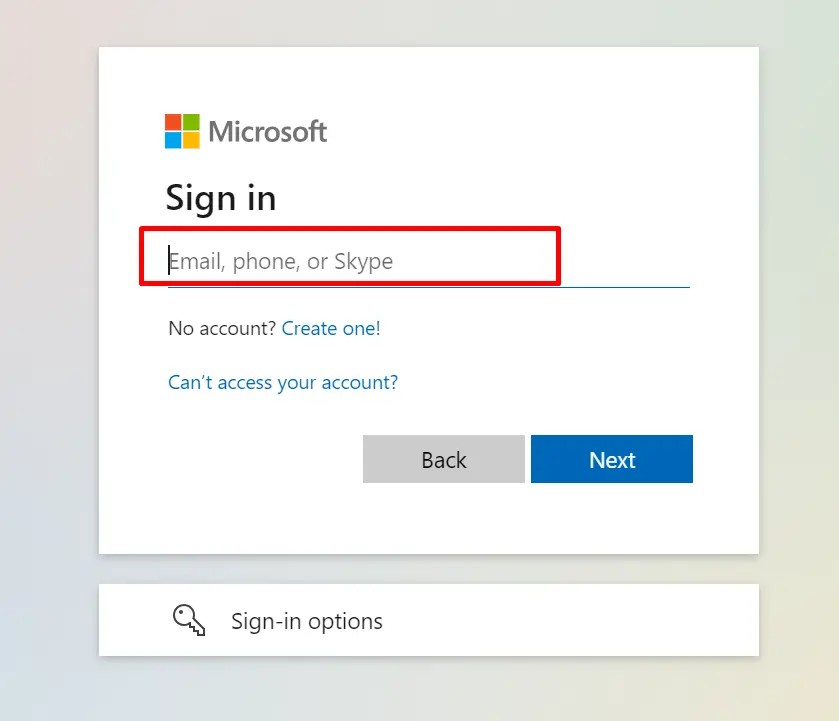 Microsoft
Sign in
Email, phone, or Skype
No account? Create one!
Can’t access your account?
Back Next
Sign-in options